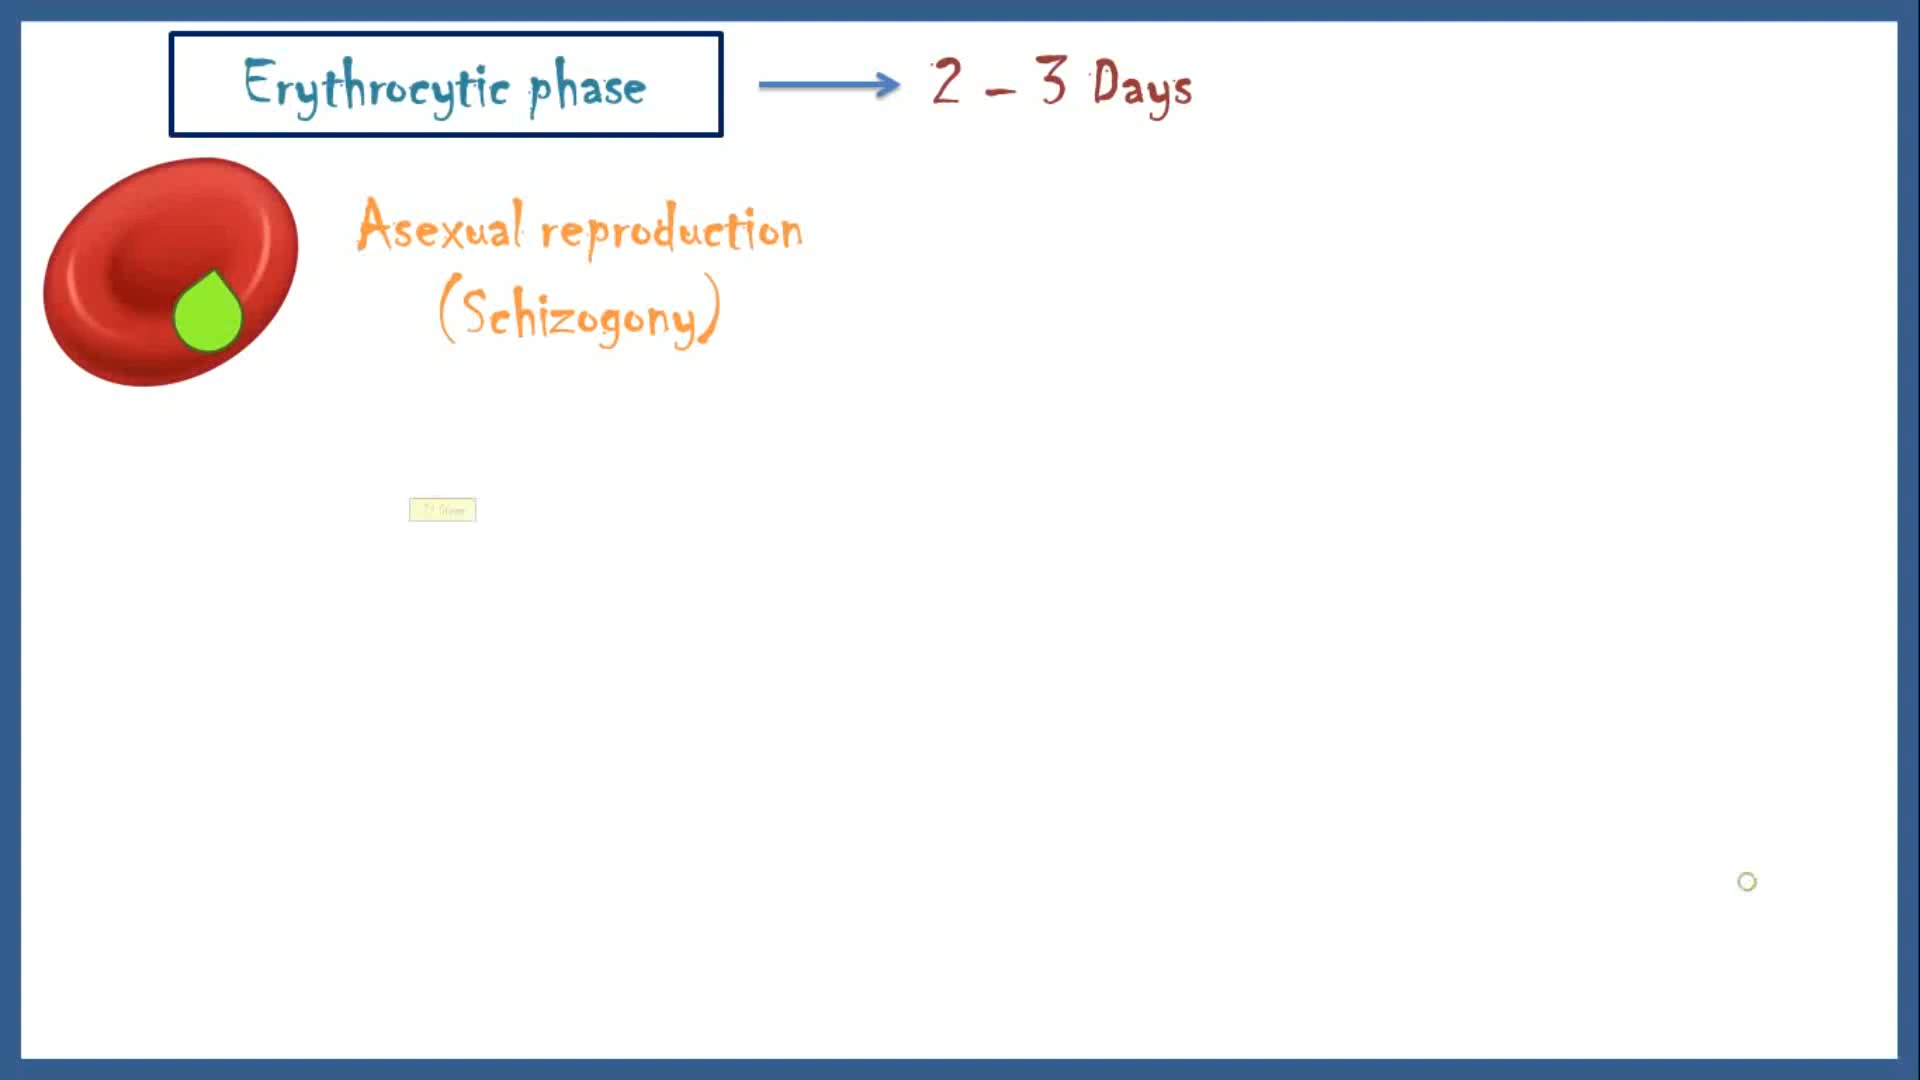 Erythrocytic phase
2 – 3 Days
Asexual reproduction
(Schizogony)